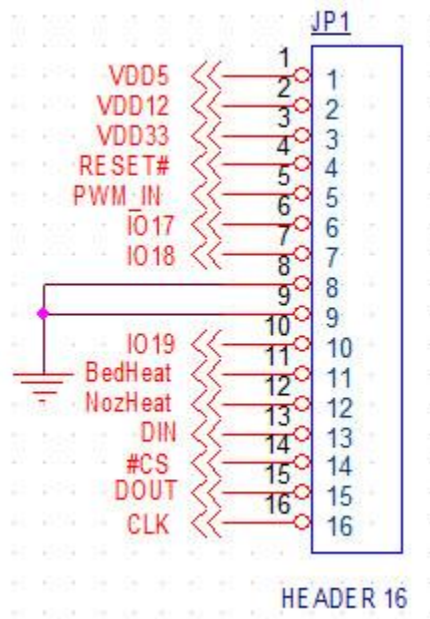 JP1
VDD5 1 1
VDD12 2 2
VDD33 3 3
RESET# 4 4
PWM_IN 5 5
IO17 6 6
IO18 7 7
8 8
9 9
IO19 10 10
BedHeat 11 11
NozHeat 12 12
DIN 13 13
#CS 14 14
DOUT 15 15
CLK 16 16
HEADER 16